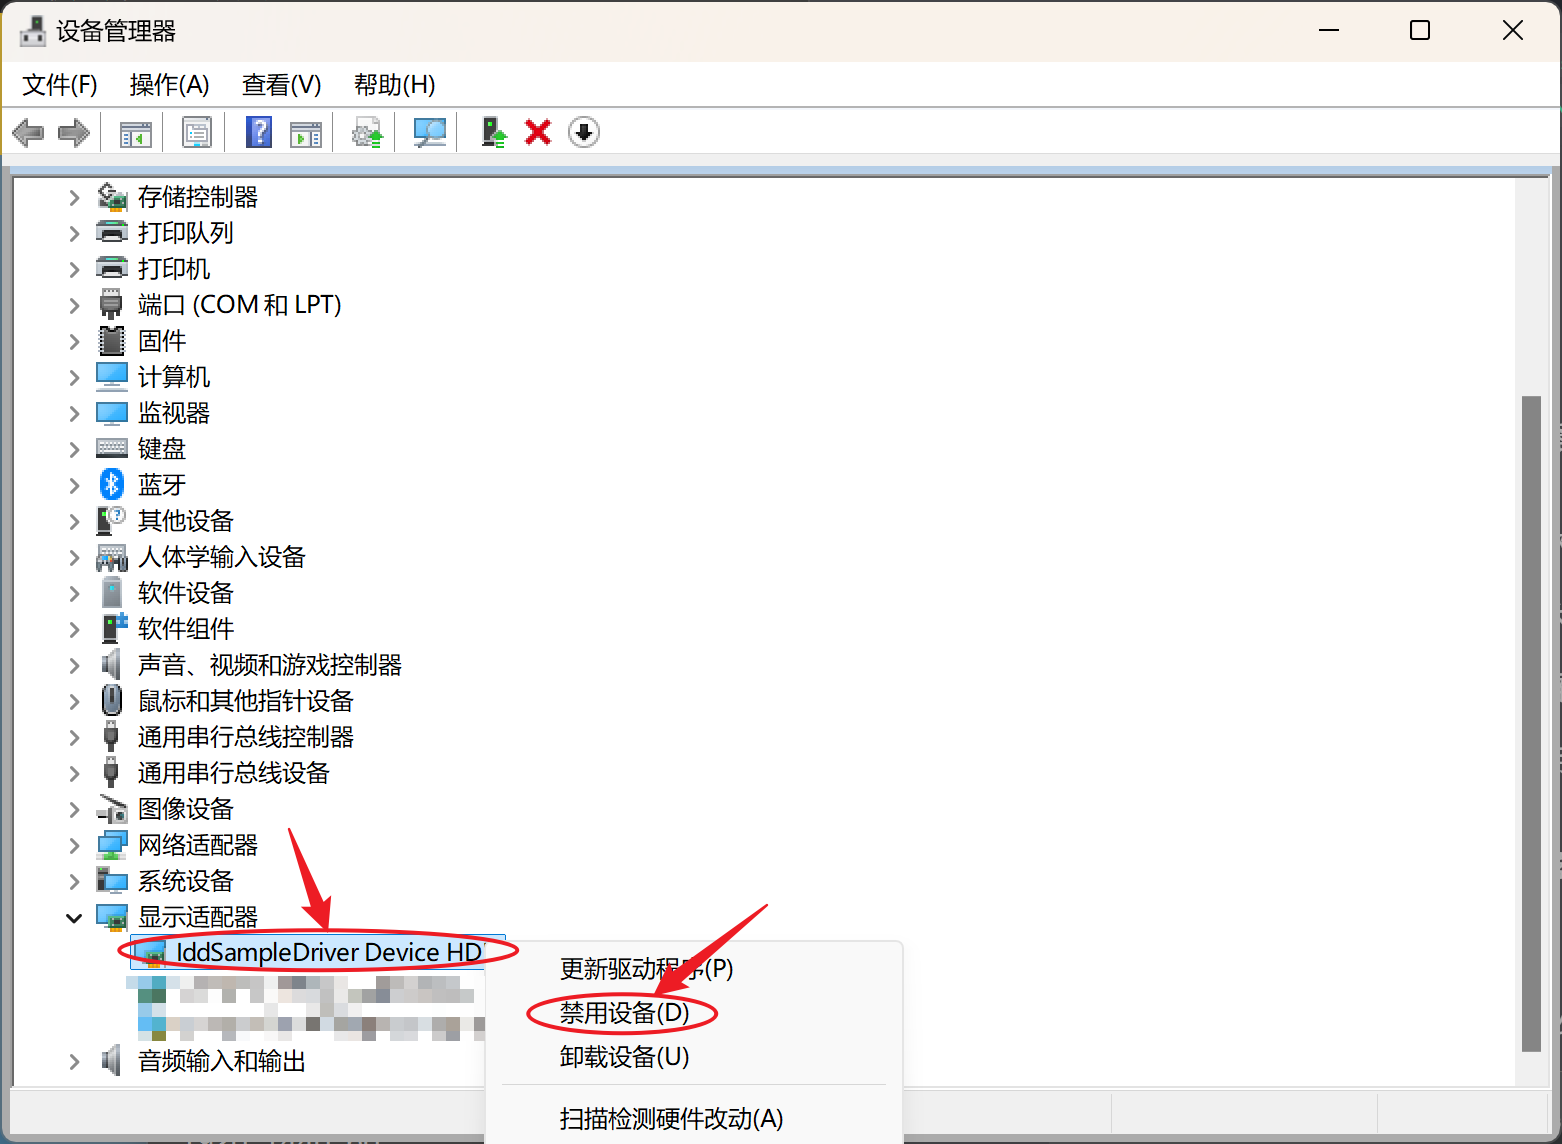 设备管理器
文件(F) 操作(A) 查看(V) 帮助(H)
存储控制器
打印队列
打印机
端口 (COM 和 LPT)
固件
计算机
监视器
键盘
蓝牙
其他设备
人体学输入设备
软件设备
软件组件
声音、视频和游戏控制器
鼠标和其他指针设备
通用串行总线控制器
通用串行总线设备
图像设备
网络适配器
系统设备
显示适配器
IddSampleDriver Device HD
音频输入和输出
更新驱动程序(P)
禁用设备(D)
卸载设备(U)
扫描检测硬件改动(A)